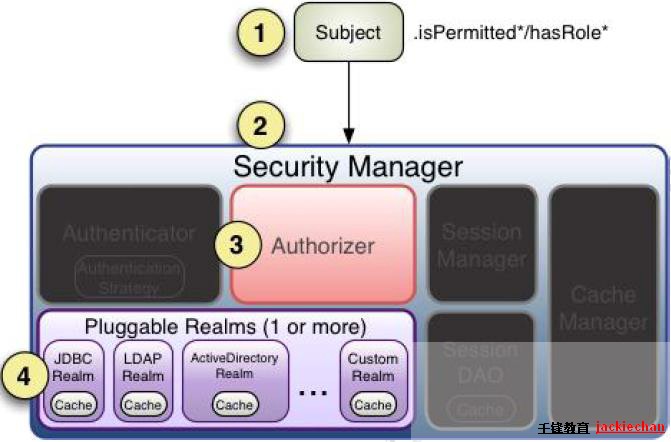 1
Subject
.isPermitted*/hasRole*
2
Security Manager
Authenticator
Authentication
Strategy
3
Authorizer
Session
Manager
Cache
Manager
Pluggable Realms (1 or more)
4
JDBC
Realm
Cache
LDAP
Realm
Cache
ActiveDirectory
Realm
Cache
...
Custom
Realm
Cache
Session
DAO
Cache
千锋教育 jackiechan